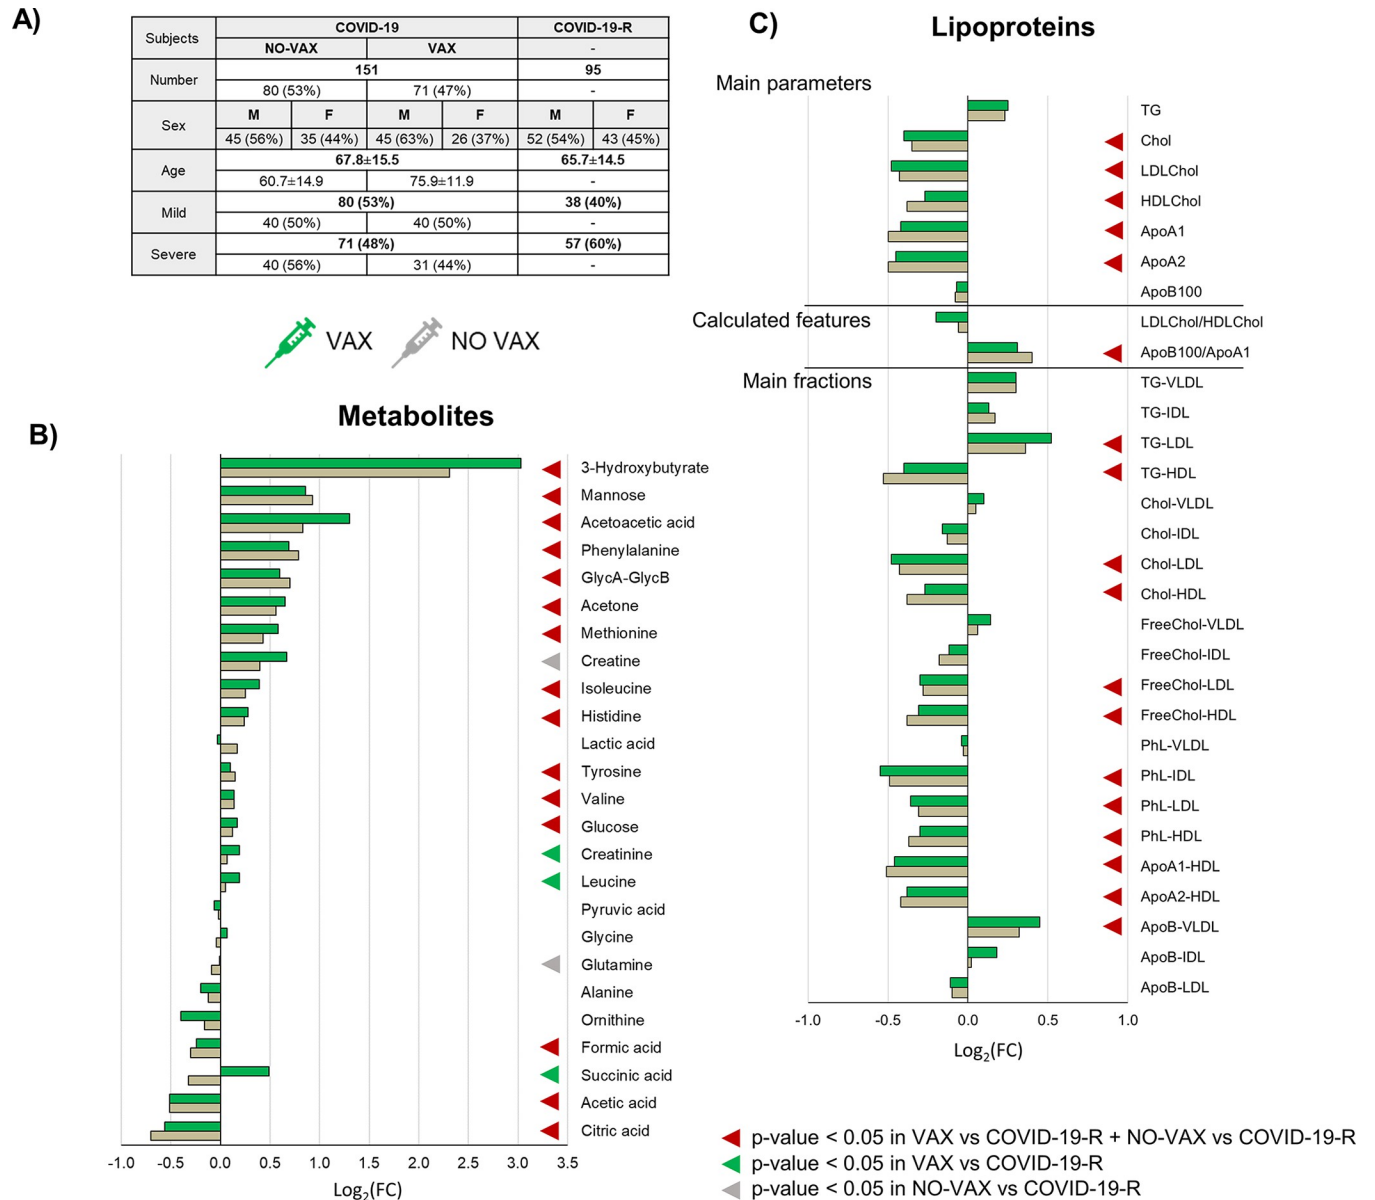 A)
Subjects COVID-19 COVID-19-R
NO-VAX VAX -
Number 151 95
80 (53%) 71 (47%) -
Sex M F M F M F
45 (56%) 35 (44%) 45 (63%) 26 (37%) 52 (54%) 43 (45%)
Age 67.8±15.5 65.7±14.5
60.7±14.9 75.9±11.9 -
Mild 80 (53%) 38 (40%)
40 (50%) 40 (50%) -
Severe 71 (48%) 57 (60%)
40 (56%) 31 (44%) -
VAX NO VAX
B)
Metabolites
3-Hydroxybutyrate
Mannose
Acetoacetic acid
Phenylalanine
GlycA-GlycB
Acetone
Methionine
Creatine
Isoleucine
Histidine
Lactic acid
Tyrosine
Valine
Glucose
Creatinine
Leucine
Pyruvic acid
Glycine
Glutamine
Alanine
Ornithine
Formic acid
Succinic acid
Acetic acid
Citric acid
-1.0 -0.5 0.0 0.5 1.0 1.5 2.0 2.5 3.0 3.5
Log2(FC)
C)
Lipoproteins
Main parameters
TG
Chol
LDLChol
HDLChol
ApoA1
ApoA2
ApoB100
Calculated features
LDLChol/HDLChol
ApoB100/ApoA1
Main fractions
TG-VLDL
TG-IDL
TG-LDL
TG-HDL
Chol-VLDL
Chol-IDL
Chol-LDL
Chol-HDL
FreeChol-VLDL
FreeChol-IDL
FreeChol-LDL
FreeChol-HDL
PhL-VLDL
PhL-IDL
PhL-LDL
PhL-HDL
ApoA1-HDL
ApoA2-HDL
ApoB-VLDL
ApoB-IDL
ApoB-LDL
-1.0 -0.5 0.0 0.5 1.0
Log2(FC)
p-value < 0.05 in VAX vs COVID-19-R + NO-VAX vs COVID-19-R
p-value < 0.05 in VAX vs COVID-19-R
p-value < 0.05 in NO-VAX vs COVID-19-R